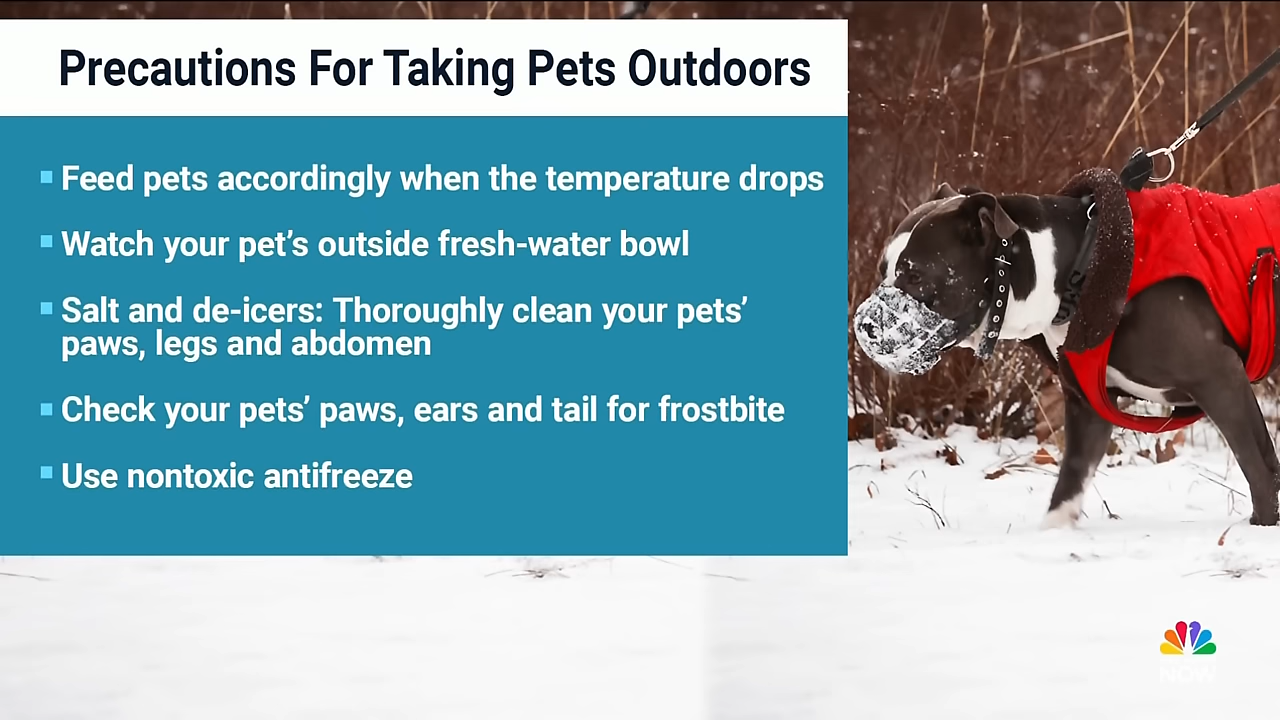 Precautions For Taking Pets Outdoors
Feed pets accordingly when the temperature drops
Watch your pet’s outside fresh-water bowl
Salt and de-icers: Thoroughly clean your pets’
paws, legs and abdomen
Check your pets’ paws, ears and tail for frostbite
Use nontoxic antifreeze
NOW